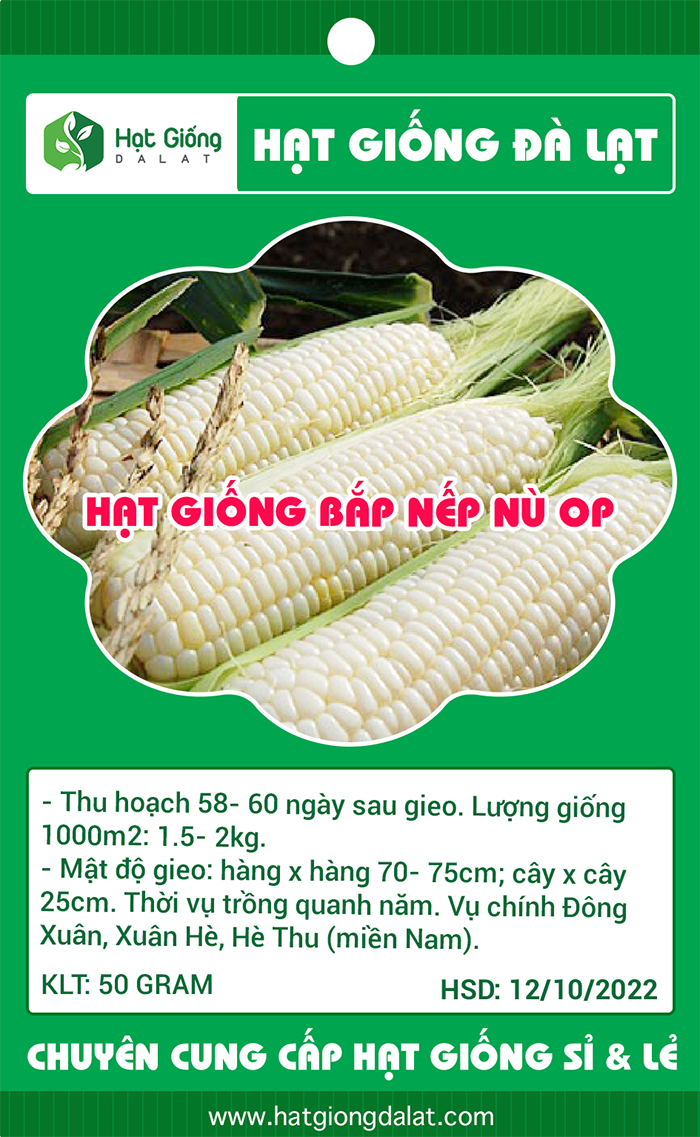 Hạt Giống
DALAT
HẠT GIỐNG ĐÀ LẠT
HẠT GIỐNG BẮP NẾP NÙ OP
- Thu hoạch 58- 60 ngày sau gieo. Lượng giống
1000m2: 1.5- 2kg.
- Mật độ gieo: hàng x hàng 70- 75cm; cây x cây
25cm. Thời vụ trồng quanh năm. Vụ chính Đông
Xuân, Xuân Hè, Hè Thu (miền Nam).
KLT: 50 GRAM
HSD: 12/10/2022
CHUYÊN CUNG CẤP HẠT GIỐNG SỈ & LẺ
www.hatgiongdalat.com